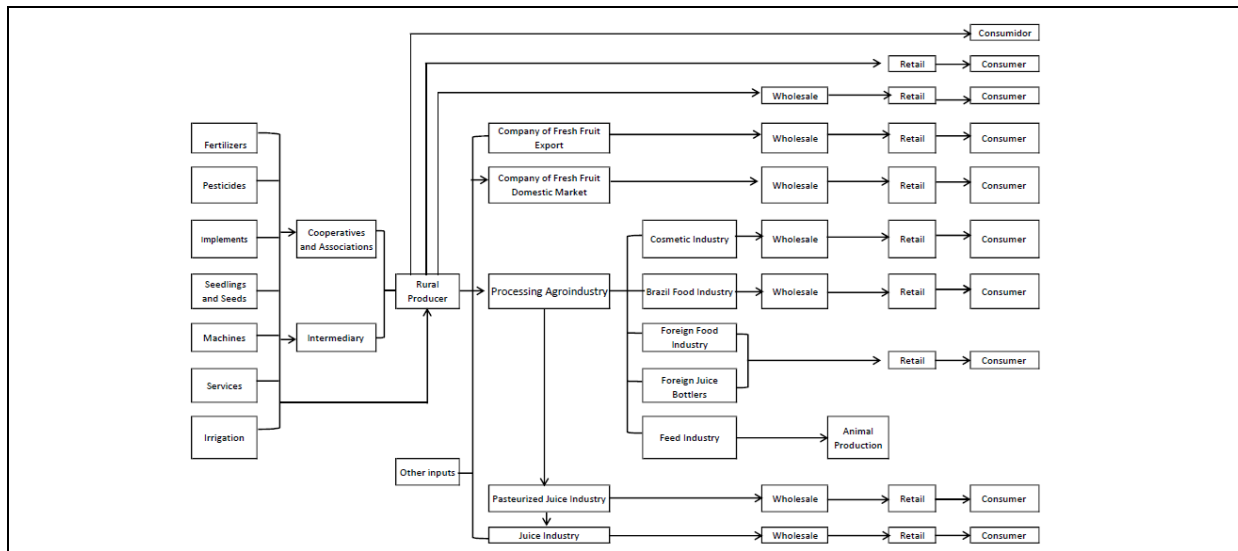 Consumidor
Retail
Consumer
Wholesale
Retail
Consumer
Fertilizers
Company of Fresh Fruit
Export
Wholesale
Retail
Consumer
Pesticides
Company of Fresh Fruit
Domestic Market
Wholesale
Retail
Consumer
Implements
Cooperatives
and Associations
Cosmetic Industry
Wholesale
Retail
Consumer
Seedlings
and Seeds
Rural
Producer
Processing Agroindustry
Brazil Food Industry
Wholesale
Retail
Consumer
Machines
Intermediary
Foreign Food
Industry
Retail
Consumer
Services
Foreign Juice
Bottlers
Irrigation
Feed Industry
Animal
Production
Other inputs
Pasteurized Juice Industry
Wholesale
Retail
Consumer
Juice Industry
Wholesale
Retail
Consumer